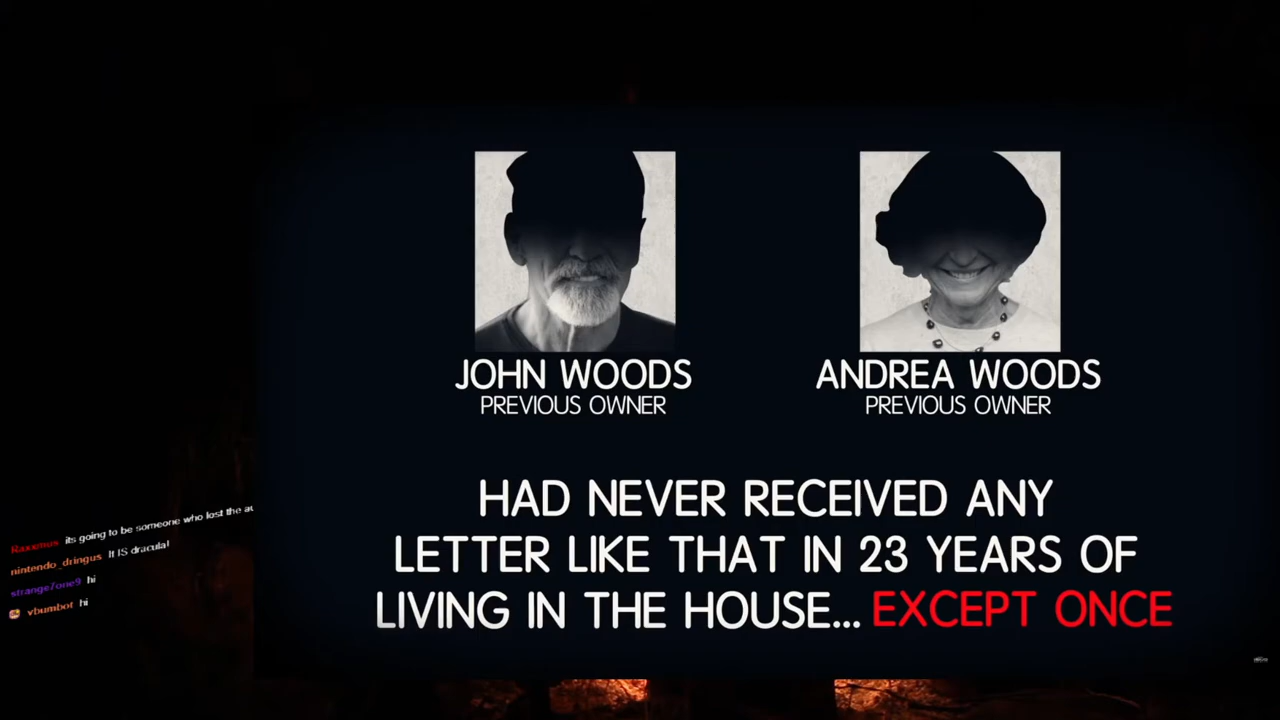 JOHN WOODS
PREVIOUS OWNER
ANDREA WOODS
PREVIOUS OWNER
HAD NEVER RECEIVED ANY
LETTER LIKE THAT IN 23 YEARS OF
LIVING IN THE HOUSE... EXCEPT ONCE
its going to be someone who lost the au
nintendo_dringus It IS dracula!
strange7one9 hi
vbumbot hi